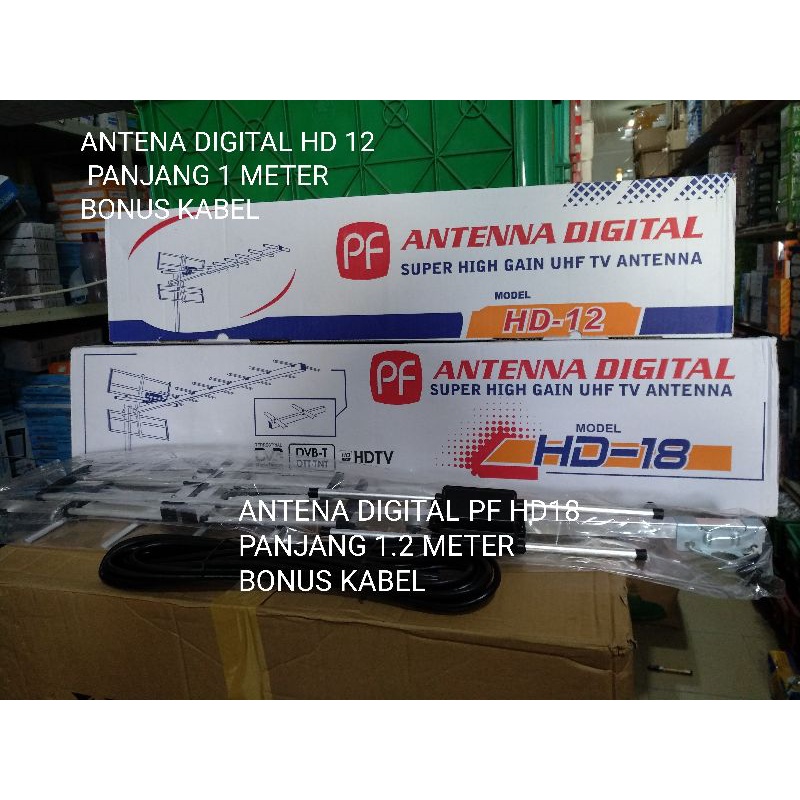 ANTENA DIGITAL HD 12
PANJANG 1 METER
BONUS KABEL
PF ANTENNA DIGITAL
SUPER HIGH GAIN UHF TV ANTENNA
MODEL
HD-12
PF ANTENNA DIGITAL
SUPER HIGH GAIN UHF TV ANTENNA
MODEL
HD-18
DVB-T
HDTV
ANTENA DIGITAL PF HD18
PANJANG 1.2 METER
BONUS KABEL